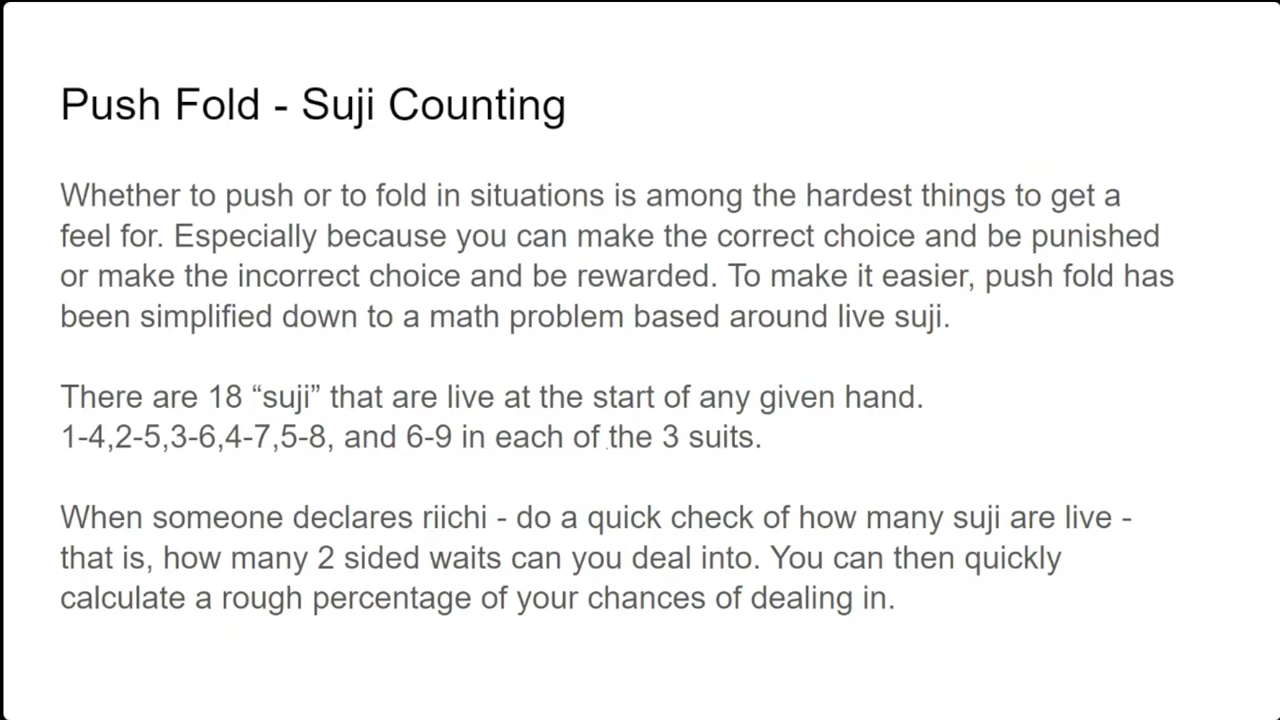 Push Fold - Suji Counting
Whether to push or to fold in situations is among the hardest things to get a
feel for. Especially because you can make the correct choice and be punished
or make the incorrect choice and be rewarded. To make it easier, push fold has
been simplified down to a math problem based around live suji.
There are 18 “suji” that are live at the start of any given hand.
1-4,2-5,3-6,4-7,5-8, and 6-9 in each of the 3 suits.
When someone declares riichi - do a quick check of how many suji are live -
that is, how many 2 sided waits can you deal into. You can then quickly
calculate a rough percentage of your chances of dealing in.